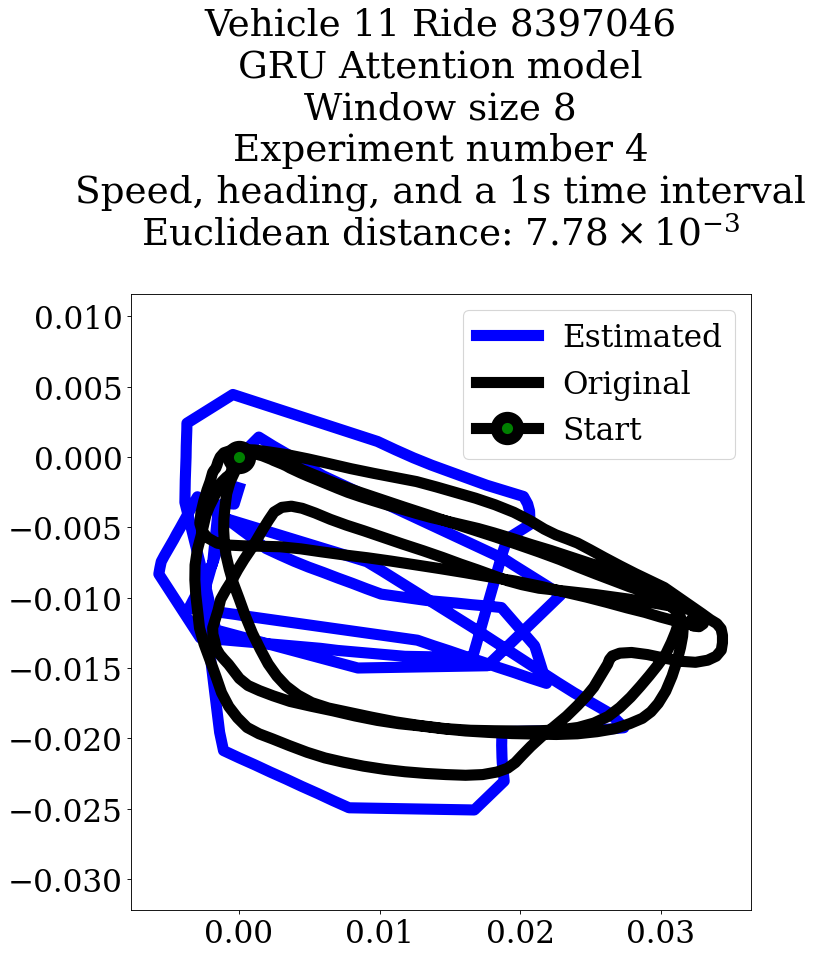 Vehicle 11 Ride 8397046
GRU Attention model
Window size 8
Experiment number 4
Speed, heading, and a 1s time interval
Euclidean distance: 7.78 × 10⁻³
Estimated
Original
Start
0.010
0.005
0.000
−0.005
−0.010
−0.015
−0.020
−0.025
−0.030
0.00 0.01 0.02 0.03